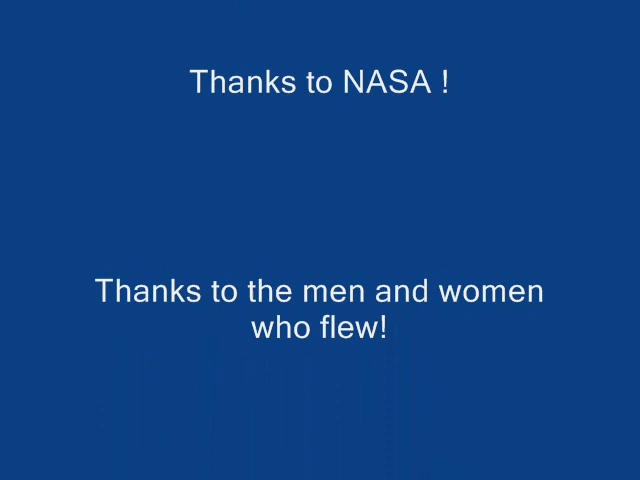 Thanks to NASA !
Thanks to the men and women
who flew!